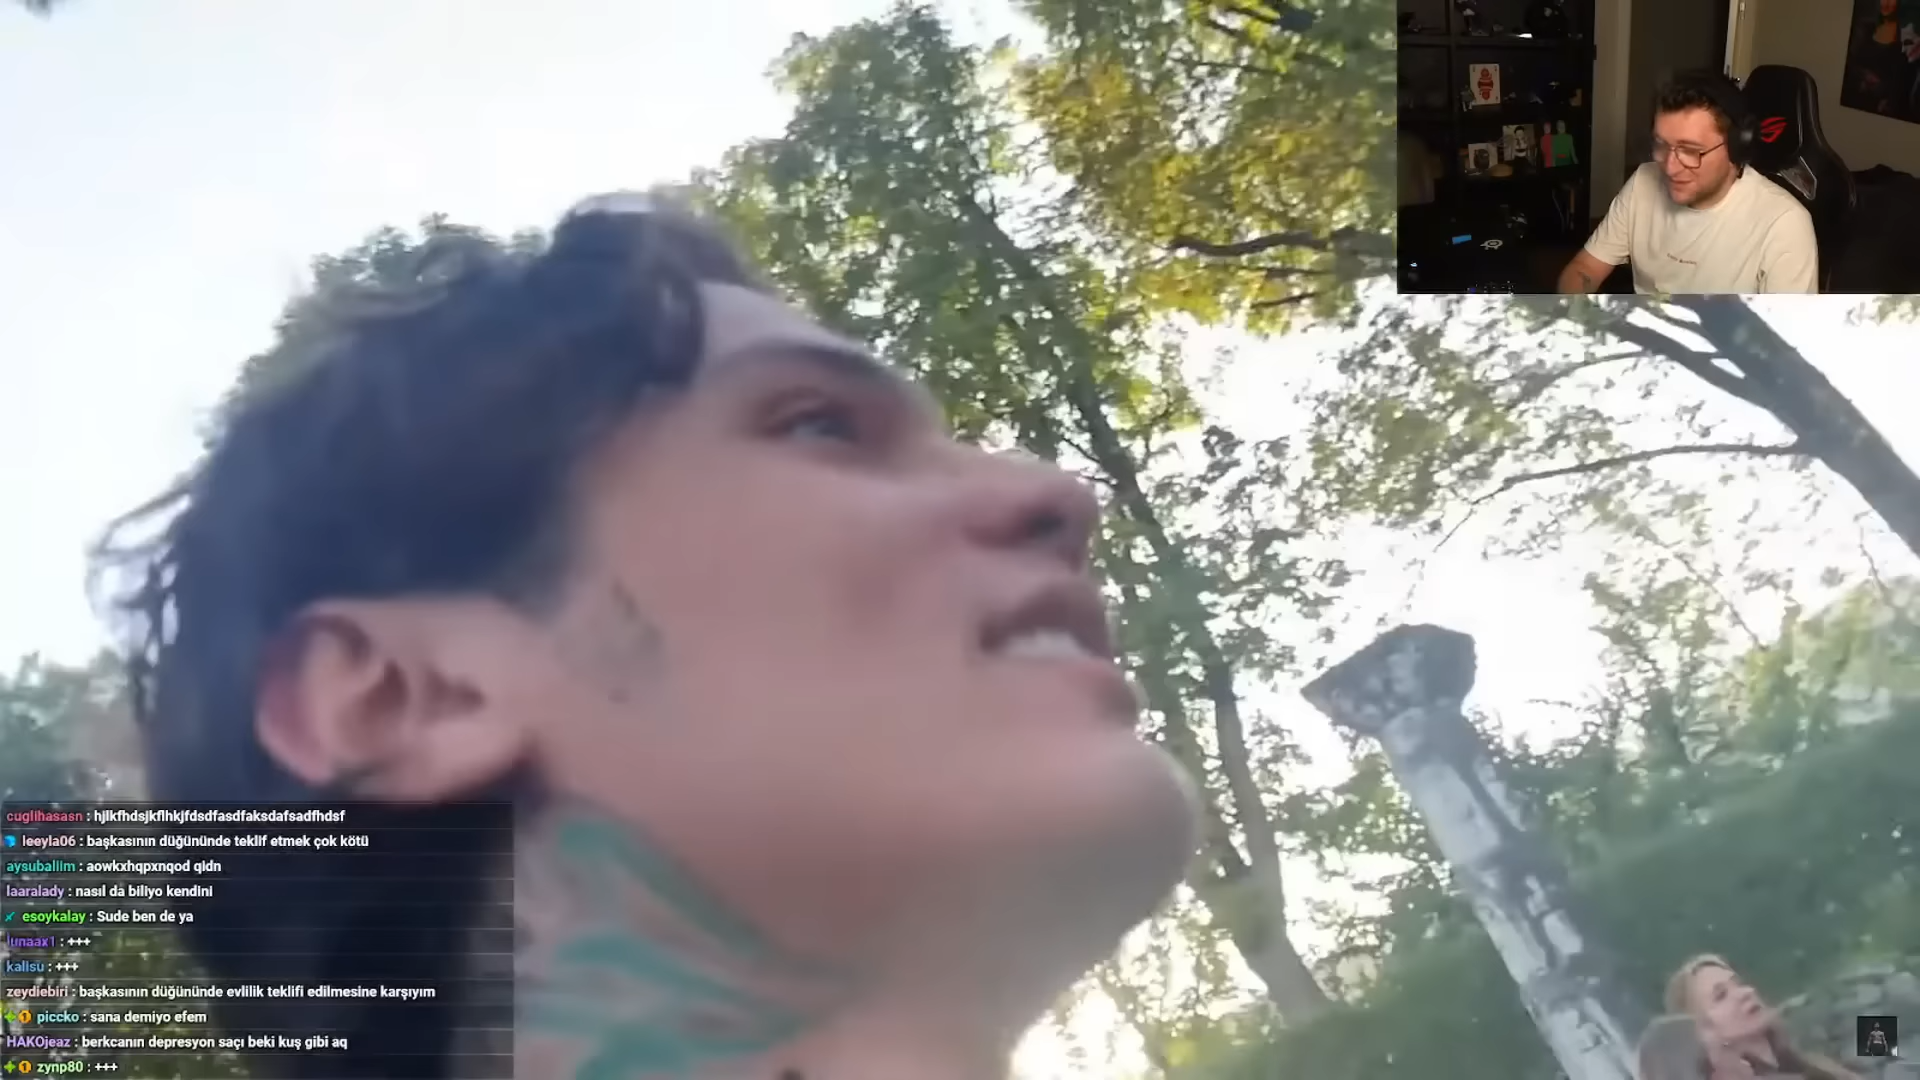 cuglihasasn : hjlkfhdsjkflhkjfdsdfasdfaksdafsadfhdsf
leeyla06 : başkasının düğününde teklif etmek çok kötü
aysuballim : aowkxhqpxnqod qidn
laaralady : nasıl da biliyo kendini
esoykalay : Sude ben de ya
lunaax1 : +++
kalisu : +++
zeydiebiri : başkasının düğününde evlilik teklifi edilmesine karşıyım
piccko : sana demiyo efem
HAKOjeaz : berkcanın depresyon saçı beki kuş gibi aq
zynp80 : +++